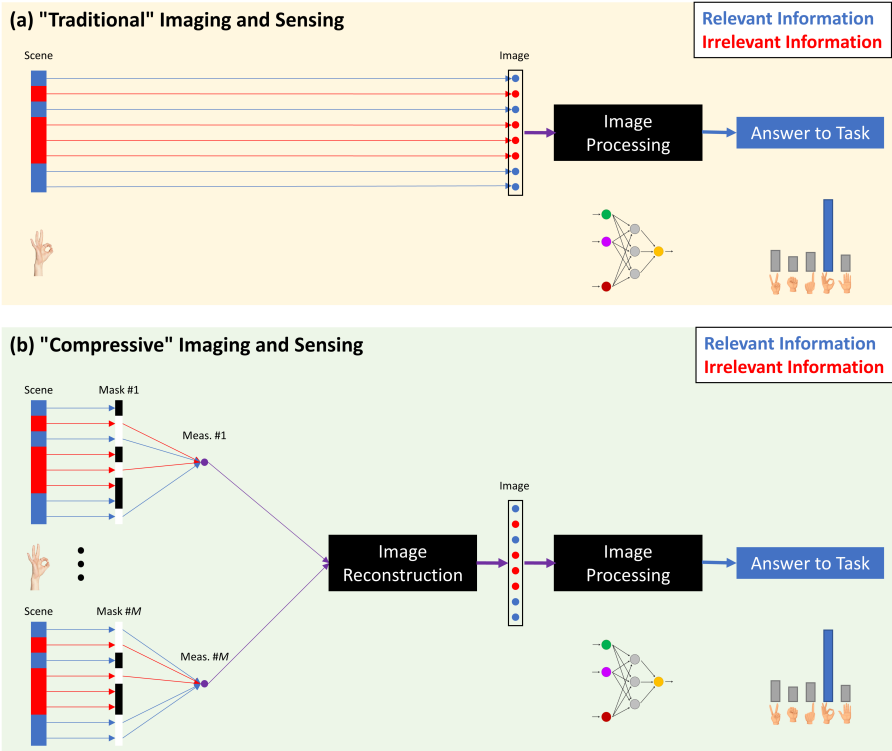 (a) "Traditional" Imaging and Sensing
Relevant Information
Irrelevant Information
Scene
Image
Image
Processing
Answer to Task
(b) "Compressive" Imaging and Sensing
Relevant Information
Irrelevant Information
Scene
Mask #1
Meas. #1
Image
Image
Reconstruction
Image
Processing
Answer to Task
Scene
Mask #M
Meas. #M